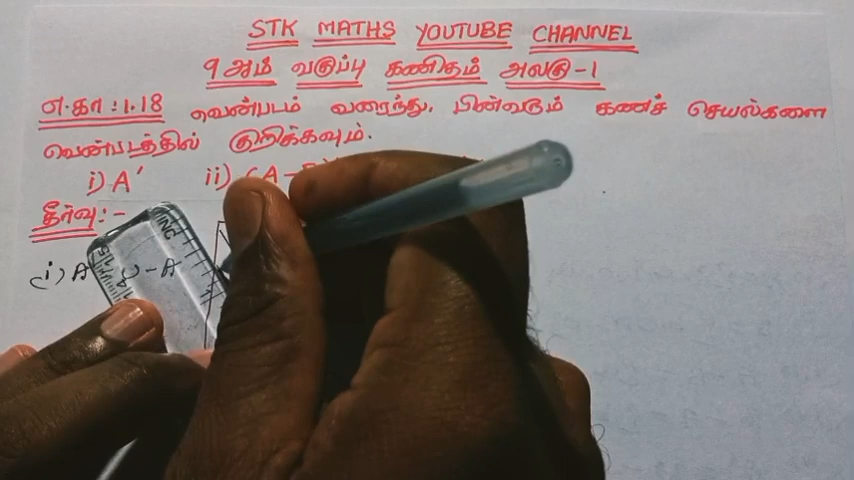 STK MATHS YOUTUBE CHANNEL
9 ஆம் வகுப்பு கணிதம் அலகு-1
எ.கா : 1.18 வென்படம் வரைந்து, பின்வரும் கணச் செயல்களை
வென்படத்தில் குறிக்கவும்.
i) A' ii) (A-
தீர்வு:-
i) A U-A